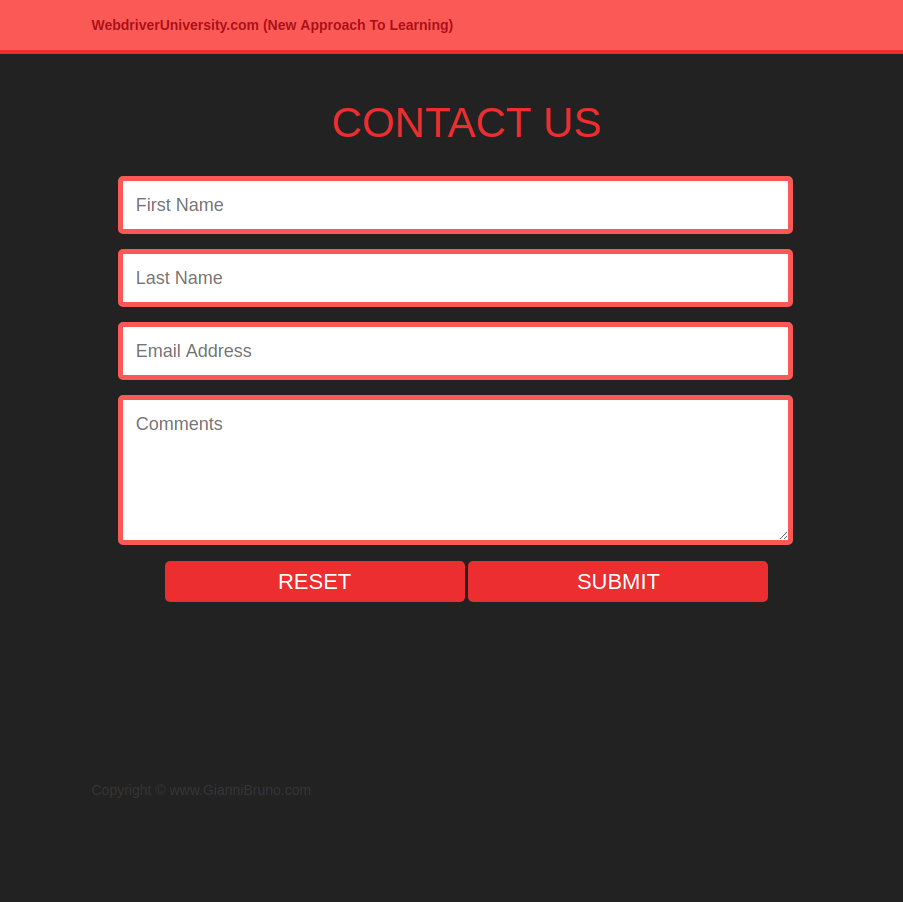 WebdriverUniversity.com (New Approach To Learning)
CONTACT US
First Name
Last Name
Email Address
Comments
RESET SUBMIT
Copyright © www.GianniBruno.com